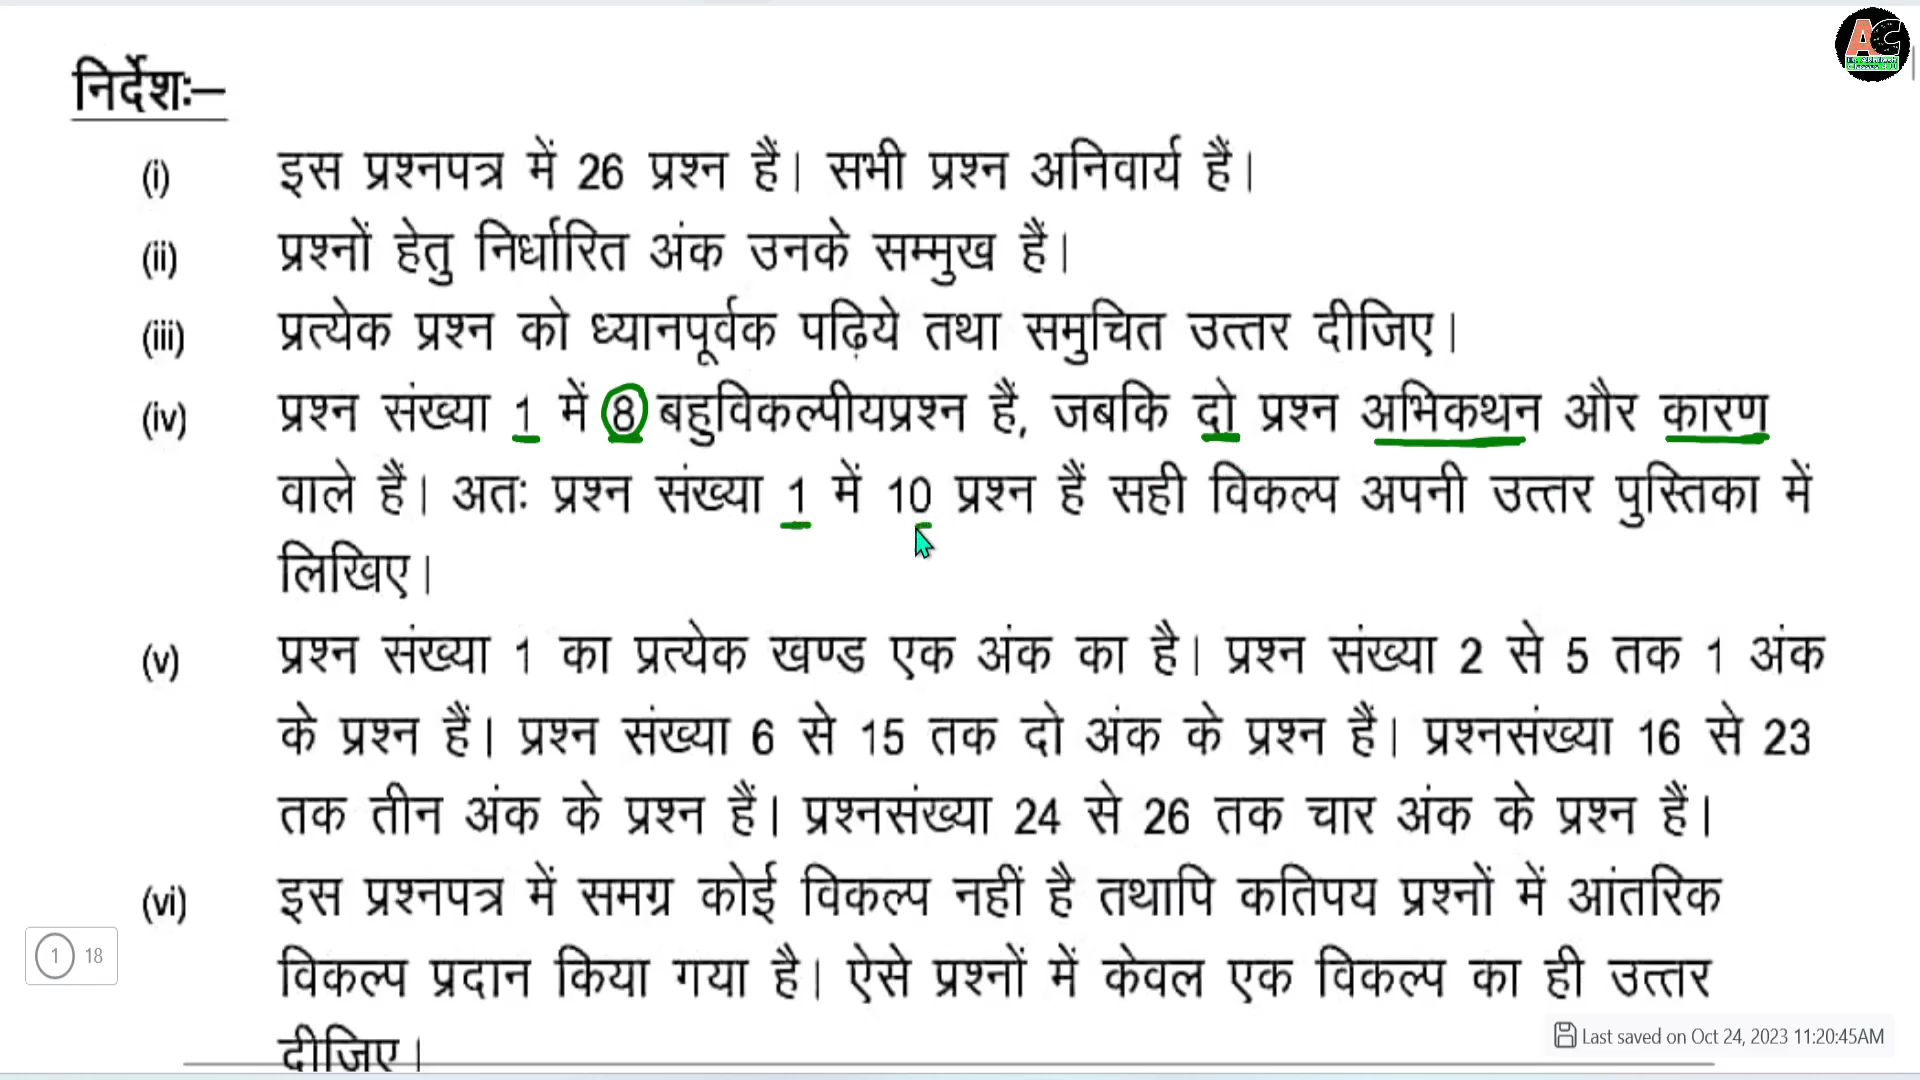 निर्देशः–
(i) इस प्रश्नपत्र में 26 प्रश्न हैं। सभी प्रश्न अनिवार्य हैं।
(ii) प्रश्नों हेतु निर्धारित अंक उनके सम्मुख हैं।
(iii) प्रत्येक प्रश्न को ध्यानपूर्वक पढ़िये तथा समुचित उत्तर दीजिए।
(iv) प्रश्न संख्या 1 में 8 बहुविकल्पीयप्रश्न हैं, जबकि दो प्रश्न अभिकथन और कारण
वाले हैं। अतः प्रश्न संख्या 1 में 10 प्रश्न हैं सही विकल्प अपनी उत्तर पुस्तिका में
लिखिए।
(v) प्रश्न संख्या 1 का प्रत्येक खण्ड एक अंक का है। प्रश्न संख्या 2 से 5 तक 1 अंक
के प्रश्न हैं। प्रश्न संख्या 6 से 15 तक दो अंक के प्रश्न हैं। प्रश्नसंख्या 16 से 23
तक तीन अंक के प्रश्न हैं। प्रश्नसंख्या 24 से 26 तक चार अंक के प्रश्न हैं।
(vi) इस प्रश्नपत्र में समग्र कोई विकल्प नहीं है तथापि कतिपय प्रश्नों में आंतरिक
विकल्प प्रदान किया गया है। ऐसे प्रश्नों में केवल एक विकल्प का ही उत्तर
दीजिए।
1 18
Last saved on Oct 24, 2023 11:20:45AM
AC